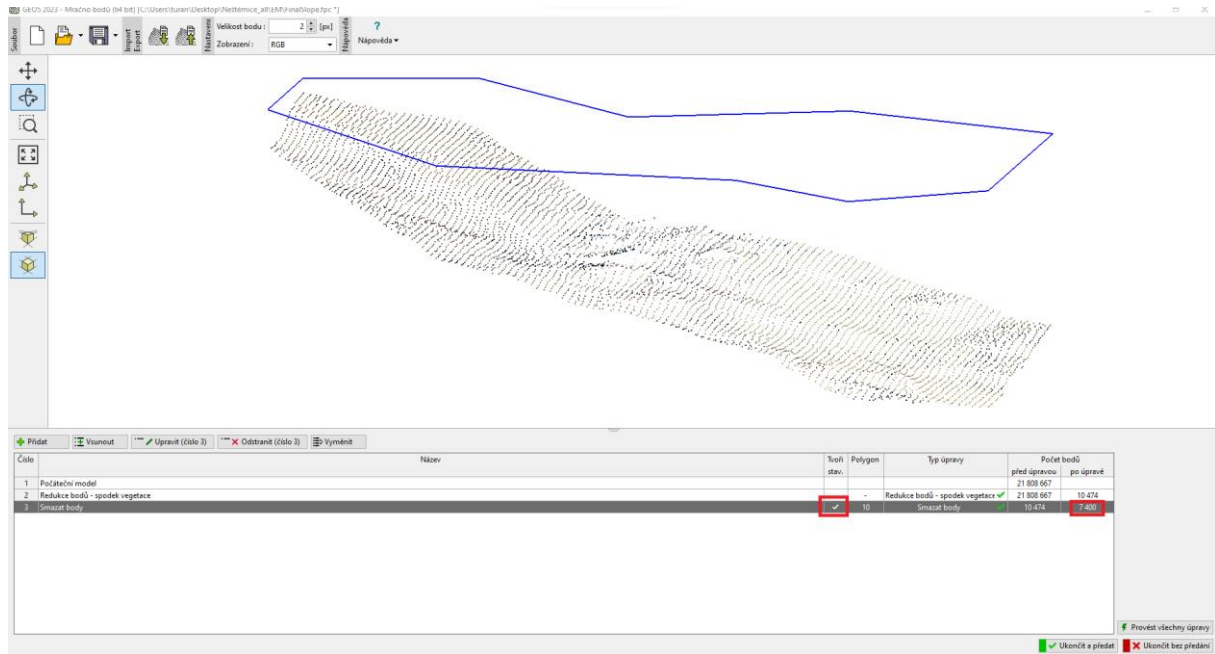 GEO5 2023 - Mračno bodů (64 bit) [C:\Users\turan\Desktop\Neštěmice_all\EM\FinalSlope.fpc *]
Soubor
Import
Export
Nastavení
Velikost bodu : 2 [px]
Zobrazení : RGB
Nápověda
?
Nápověda
Přidat Vsunout Upravit (číslo 3) Odstranit (číslo 3) Vyměnit
Číslo Název Tvoří Polygon Typ úpravy Počet bodů
stav. před úpravou po úpravě
1 Počáteční model 21 808 667
2 Redukce bodů - spodek vegetace - Redukce bodů - spodek vegetace 21 808 667 10 474
3 Smazat body 10 Smazat body 10 474 7 400
Provést všechny úpravy
Ukončit a předat Ukončit bez předání